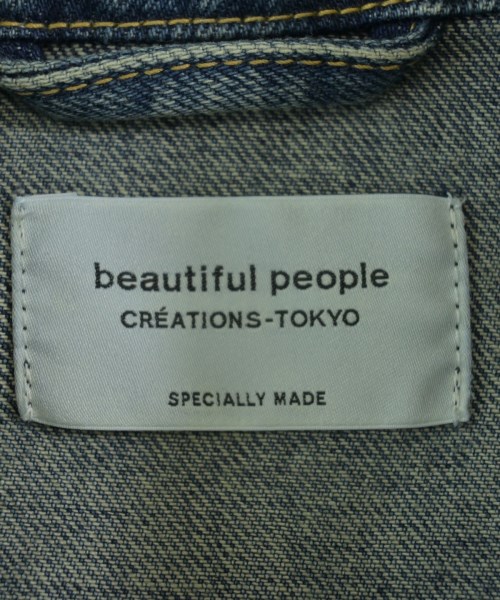 beautiful people
CRÉATIONS-TOKYO
SPECIALLY MADE